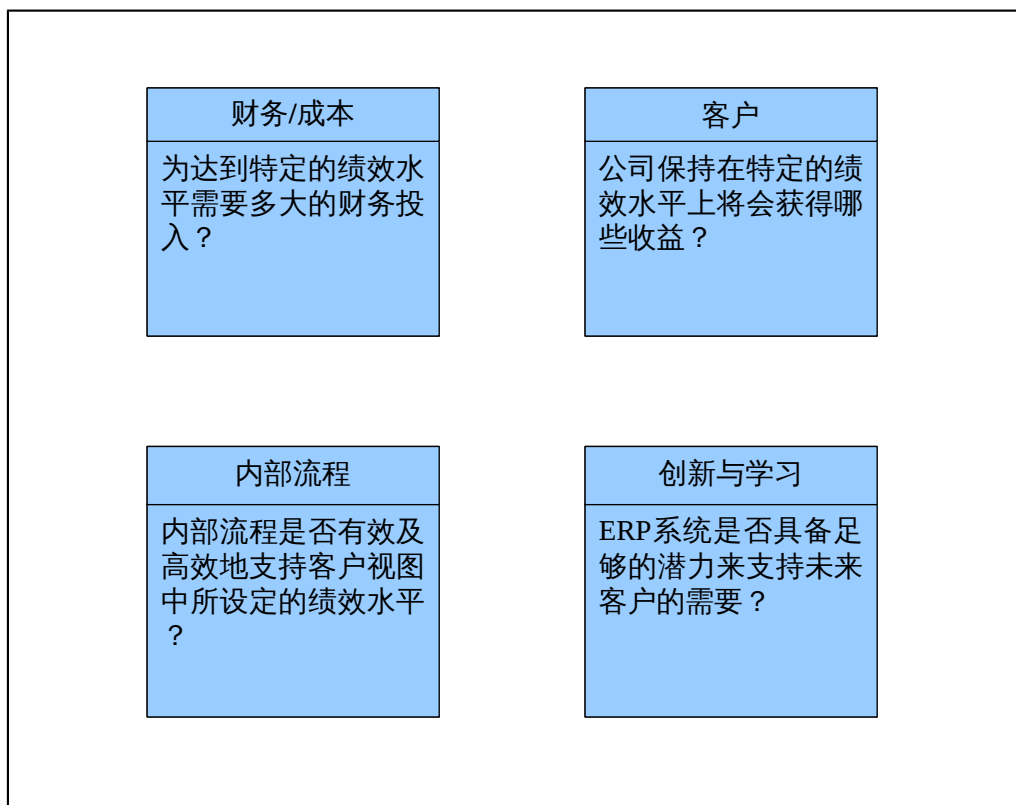 财务/成本
为达到特定的绩效水
平需要多大的财务投
入？
客户
公司保持在特定的绩
效水平上将会获得哪
些收益？
内部流程
内部流程是否有效及
高效地支持客户视图
中所设定的绩效水平
？
创新与学习
ERP系统是否具备足
够的潜力来支持未来
客户的需要？